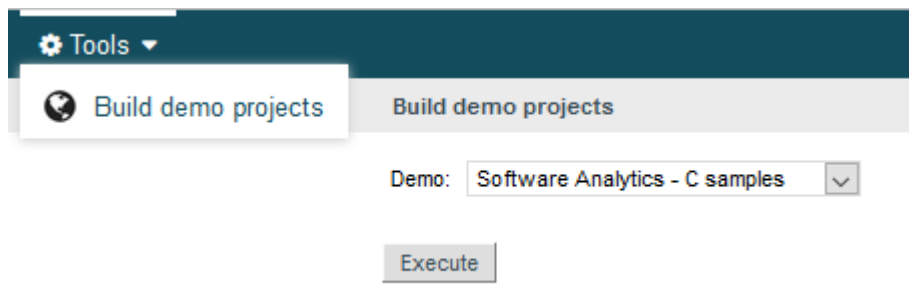 Tools
Build demo projects
Build demo projects
Demo: Software Analytics - C samples
Execute